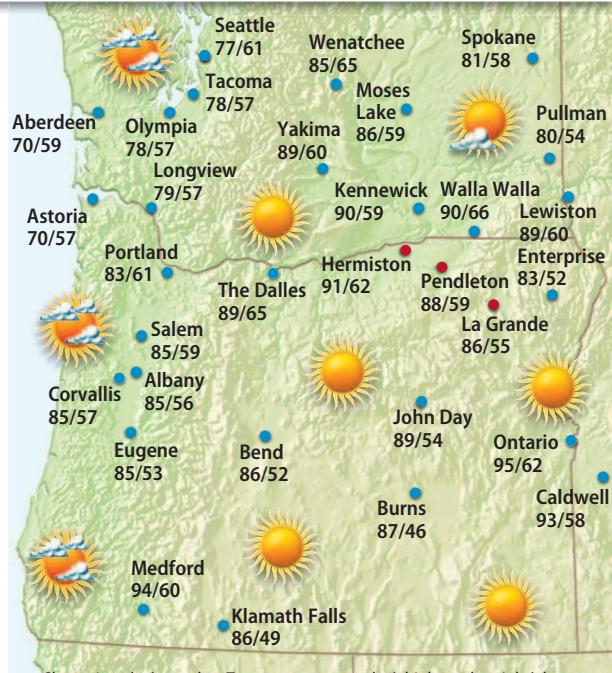 Seattle
77/61
Wenatchee
85/65
Spokane
81/58
Tacoma
78/57
Moses
Lake
86/59
Pullman
80/54
Aberdeen
70/59
Olympia
78/57
Yakima
89/60
Longview
79/57
Kennewick
90/59
Walla Walla
90/66
Lewiston
89/60
Astoria
70/57
Portland
83/61
The Dalles
89/65
Hermiston
91/62
Pendleton
88/59
Enterprise
83/52
La Grande
86/55
Salem
85/59
Corvallis
85/57
Albany
85/56
John Day
89/54
Eugene
85/53
Bend
86/52
Ontario
95/62
Caldwell
93/58
Burns
87/46
Medford
94/60
Klamath Falls
86/49